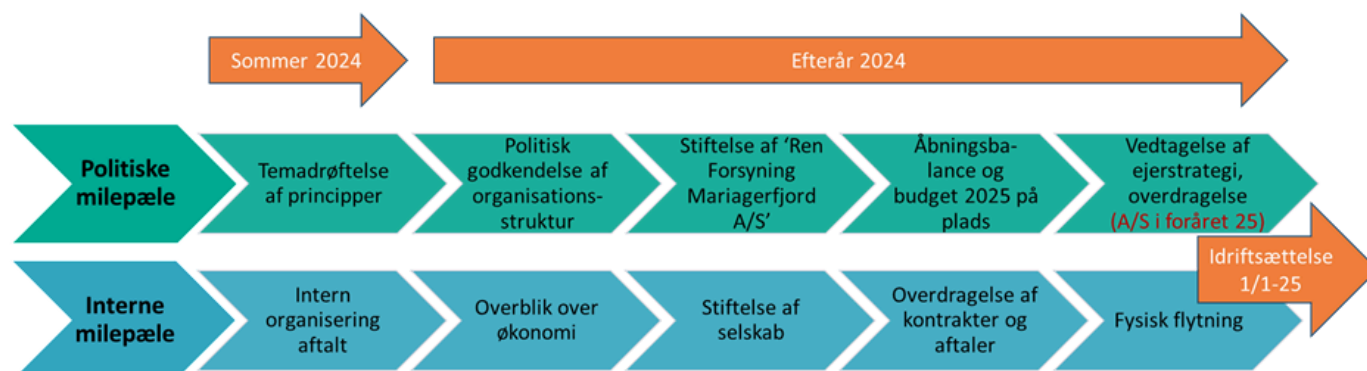 Sommer 2024
Efterår 2024
Politiske
milepæle
Temadrøftelse
af principper
Politisk
godkendelse af
organisations-
struktur
Stiftelse af ‘Ren
Forsyning
Mariagerfjord
A/S’
Åbningsba-
lance og
budget 2025 på
plads
Vedtagelse af
ejerstrategi,
overdragelse
(A/S i foråret 25)
Idriftsættelse
1/1-25
Interne
milepæle
Intern
organisering
aftalt
Overblik over
økonomi
Stiftelse af
selskab
Overdragelse af
kontrakter og
aftaler
Fysisk flytning